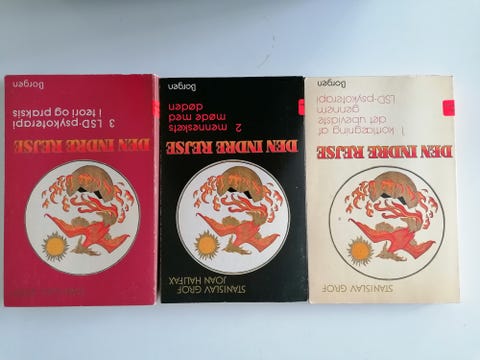 STANISLAV GROF
DEN INDRE REJSE
1 kortlægning af
det ubevidste
gennem
LSD-psykoterapi
Borgen
STANISLAV GROF
JOAN HALIFAX
DEN INDRE REJSE
2 menneskets
møde med
døden
Borgen
DEN INDRE REJSE
3 LSD-psykoterapi
i teori og praksis
Borgen